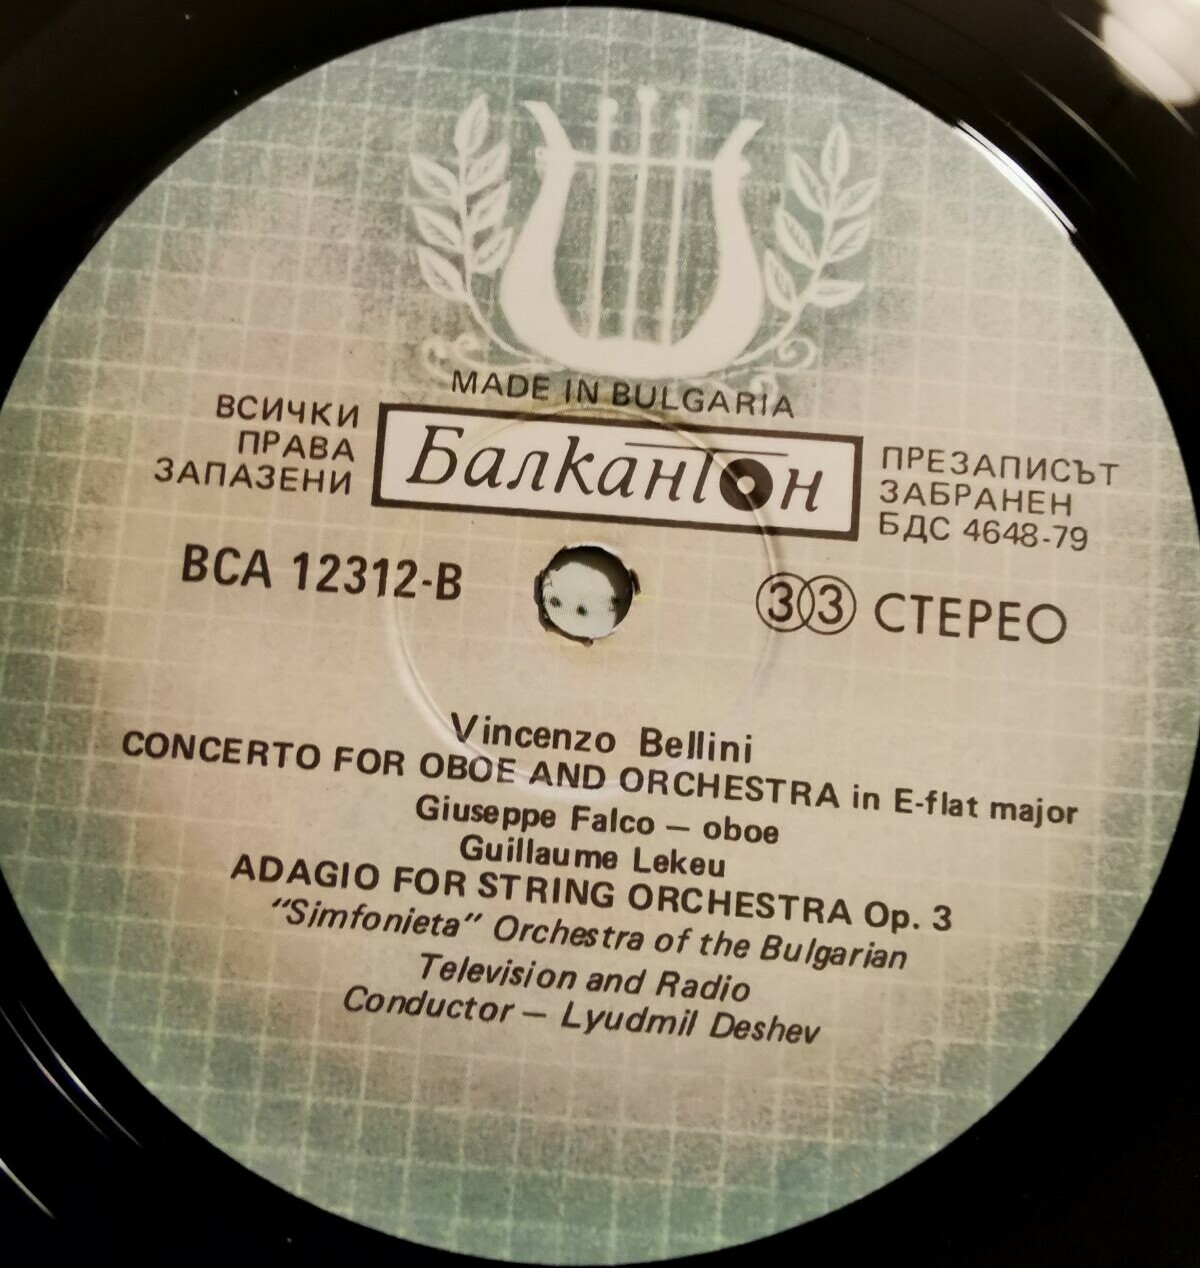 MADE IN BULGARIA
ВСИЧКИ
ПРАВА
ЗАПАЗЕНИ
Балкантон
ПРЕЗАПИСЪТ
ЗАБРАНЕН
БДС 4648-79
ВСА 12312-В
33 СТЕРЕО
Vincenzo Bellini
CONCERTO FOR OBOE AND ORCHESTRA in E-flat major
Giuseppe Falco — oboe
Guillaume Lekeu
ADAGIO FOR STRING ORCHESTRA Op. 3
"Simfonieta" Orchestra of the Bulgarian
Television and Radio
Conductor — Lyudmil Deshev